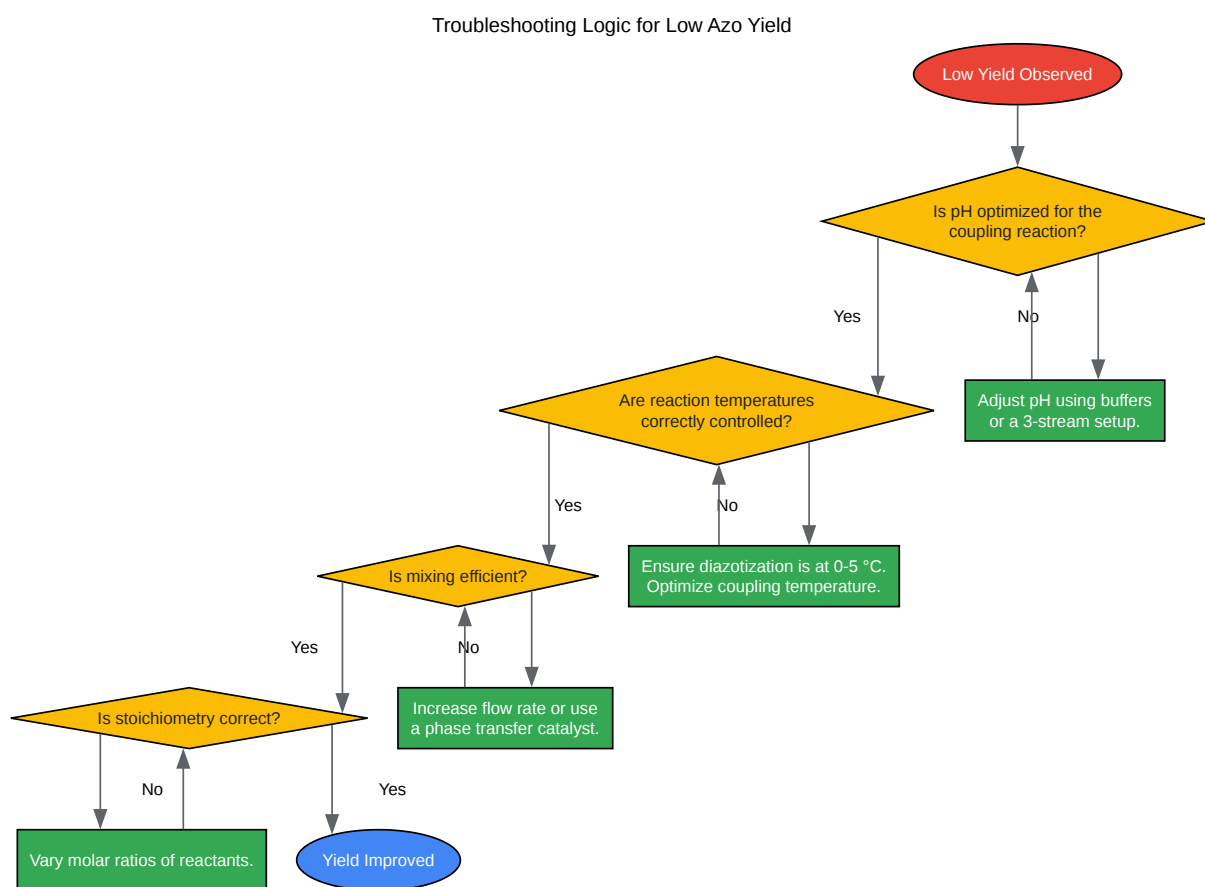 Troubleshooting Logic for Low Azo Yield
Low Yield Observed
Is pH optimized for the
coupling reaction?
Yes
No
Adjust pH using buffers
or a 3-stream setup.
Are reaction temperatures
correctly controlled?
Yes
No
Ensure diazotization is at 0-5 °C.
Optimize coupling temperature.
Is mixing efficient?
Yes
No
Increase flow rate or use
a phase transfer catalyst.
Is stoichiometry correct?
No
Yes
Vary molar ratios of reactants.
Yield Improved